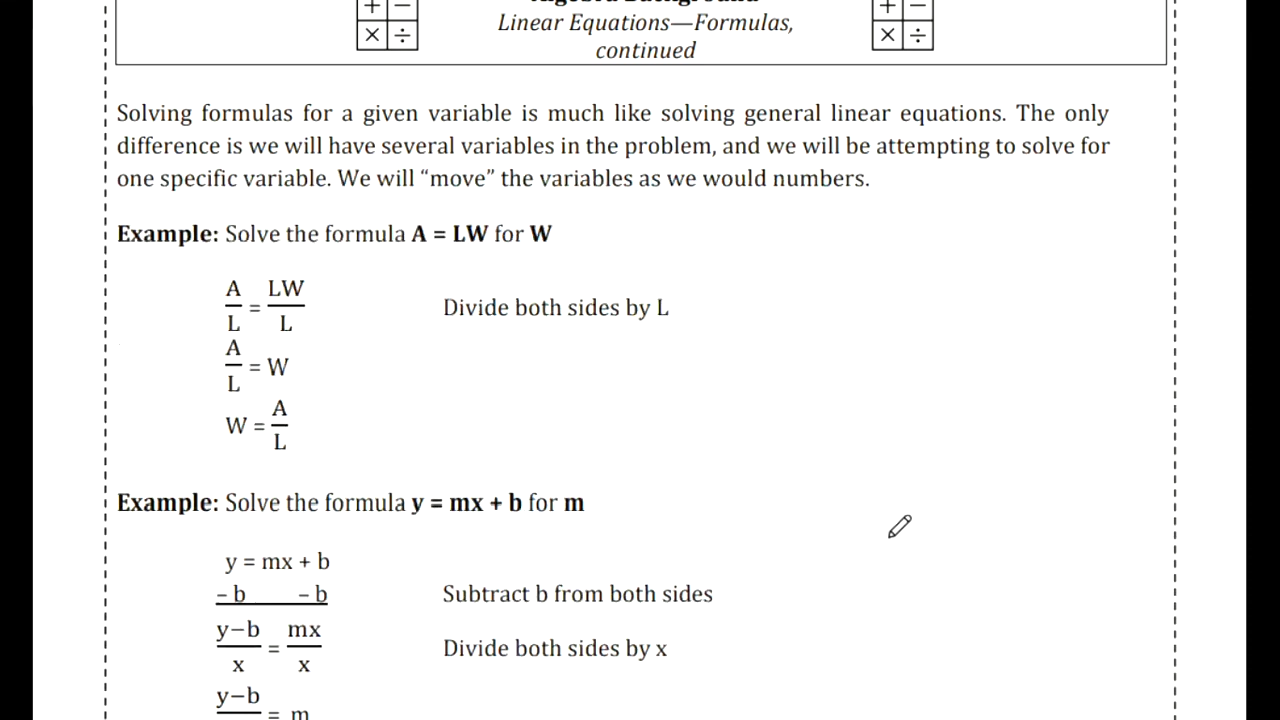 + − Algebra Background + −
× ÷ Linear Equations—Formulas, × ÷
continued
Solving formulas for a given variable is much like solving general linear equations. The only
difference is we will have several variables in the problem, and we will be attempting to solve for
one specific variable. We will “move” the variables as we would numbers.
Example: Solve the formula A = LW for W
A/L = LW/L Divide both sides by L
A/L = W
W = A/L
Example: Solve the formula y = mx + b for m
y = mx + b
– b – b Subtract b from both sides
y−b/x = mx/x Divide both sides by x
y−b = m